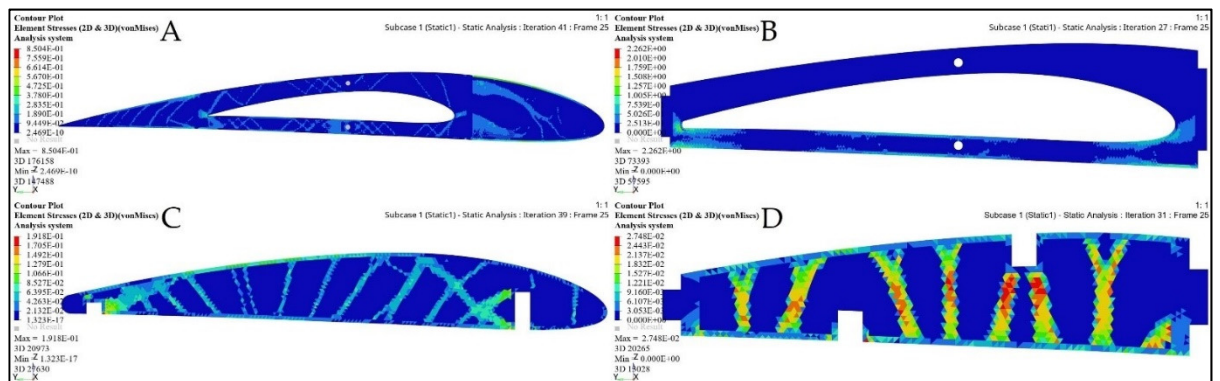 Contour Plot
Element Stresses (2D & 3D)(vonMises)
Analysis system
8.504E-01
7.559E-01
6.614E-01
5.670E-01
4.725E-01
3.780E-01
2.835E-01
1.890E-01
9.449E-02
2.469E-10
No Result
Max = 8.504E-01
3D 176158
Min = 2.469E-10
A
1: 1
Subcase 1 (Static1) - Static Analysis : Iteration 41 : Frame 25
Z
Y X
Contour Plot
Element Stresses (2D & 3D)(vonMises)
Analysis system
2.262E+00
2.010E+00
1.759E+00
1.508E+00
1.257E+00
1.005E+00
7.539E-01
5.026E-01
2.513E-01
0.000E+00
No Result
Max = 2.262E+00
3D 73393
Min = 0.000E+00
B
1: 1
Subcase 1 (Stati1) - Static Analysis : Iteration 27 : Frame 25
Z
Y X
Contour Plot
Element Stresses (2D & 3D)(vonMises)
Analysis system
1.918E-01
1.705E-01
1.492E-01
1.279E-01
1.066E-01
8.527E-02
6.395E-02
4.263E-02
2.132E-02
1.323E-17
No Result
Max = 1.918E-01
3D 20973
Min = 1.323E-17
C
1: 1
Subcase 1 (Static1) - Static Analysis : Iteration 39 : Frame 25
Z
Y X
Contour Plot
Element Stresses (2D & 3D)(vonMises)
Analysis system
2.748E-02
2.443E-02
2.137E-02
1.832E-02
1.527E-02
1.221E-02
9.160E-03
6.107E-03
3.053E-03
0.000E+00
No Result
Max = 2.748E-02
3D 20265
Min = 0.000E+00
D
1: 1
Subcase 1 (Static1) - Static Analysis : Iteration 31 : Frame 25
Z
Y X